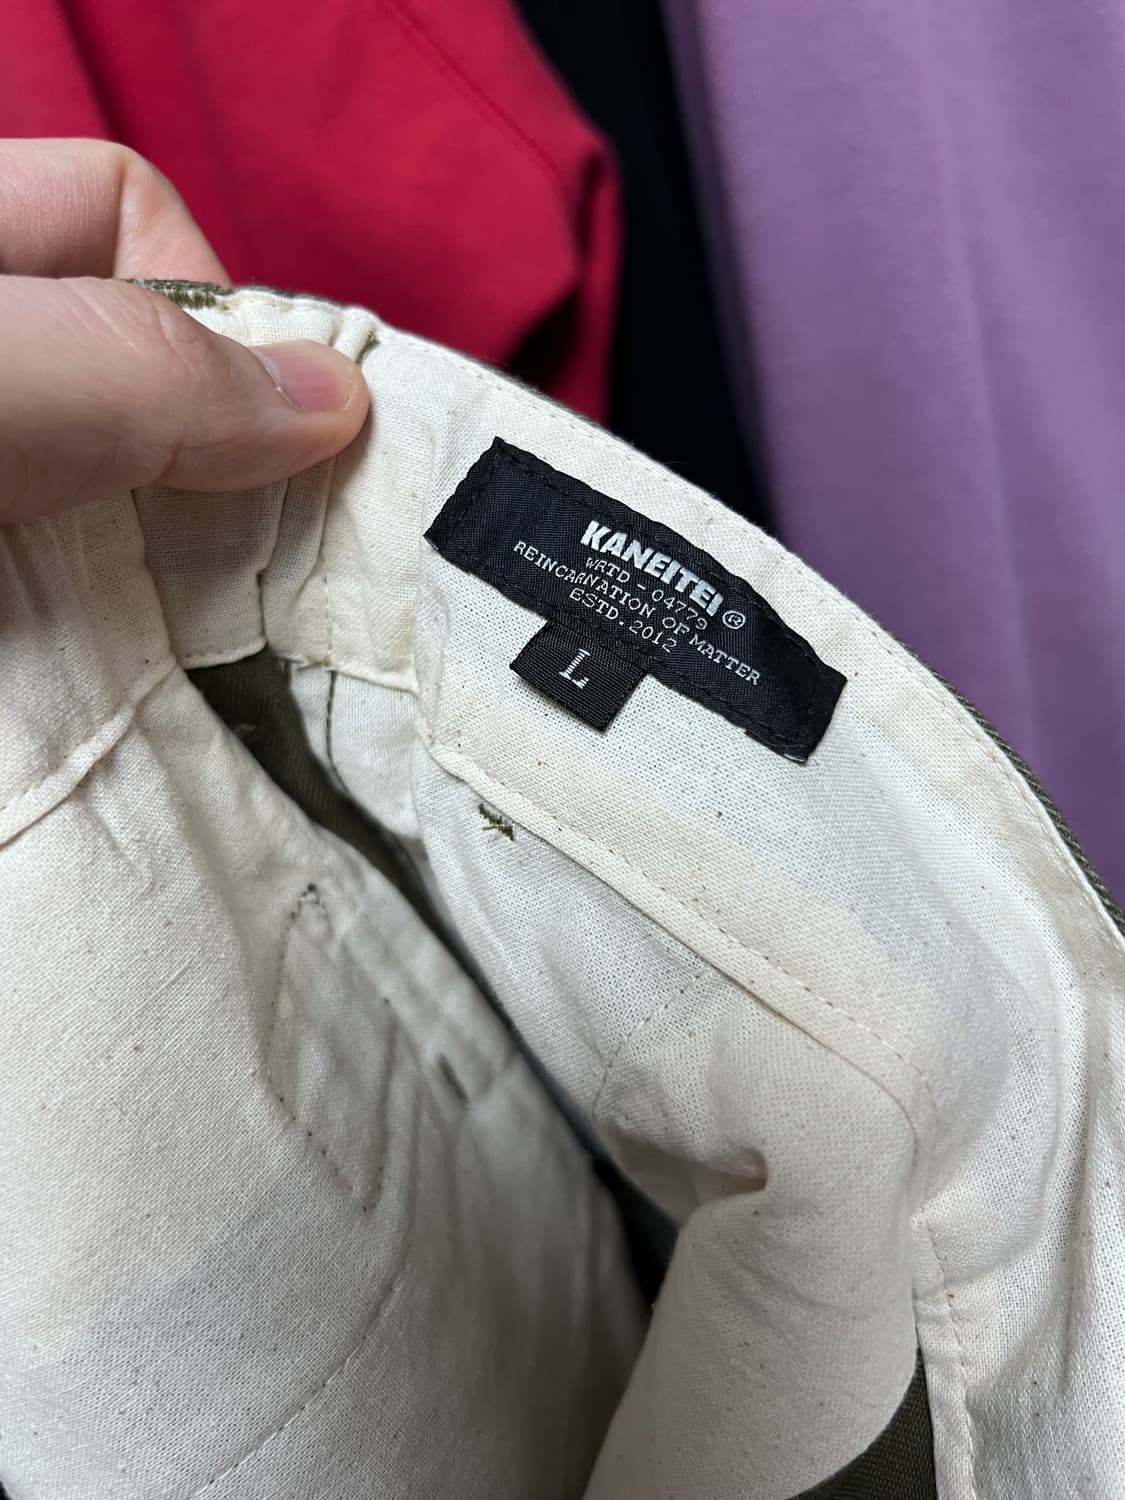 KANEITEI®
WRTD - 04779
REINCARNATION OF MATTER
ESTD.2012
L